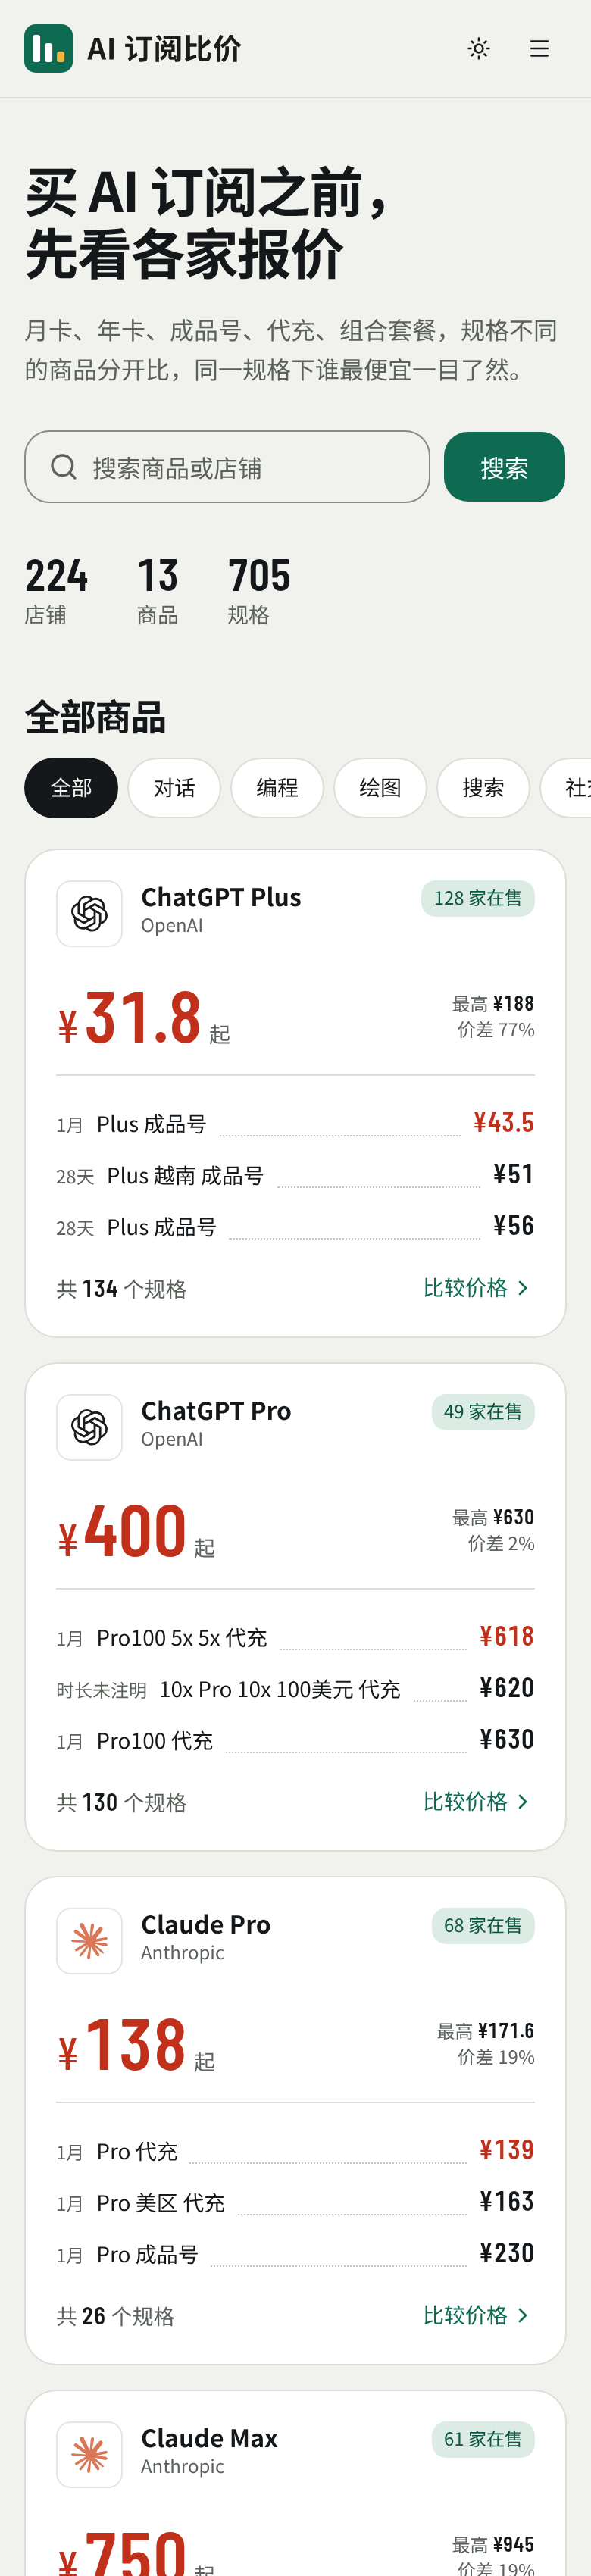 AI 订阅比价
买 AI 订阅之前，
先看各家报价
月卡、年卡、成品号、代充、组合套餐，规格不同
的商品分开比，同一规格下谁最便宜一目了然。
搜索商品或店铺
搜索
224 13 705
店铺 商品 规格
全部商品
全部 对话 编程 绘图 搜索
ChatGPT Plus 128 家在售
OpenAI
¥31.8 起 最高 ¥188
价差 77%
1月 Plus 成品号 ¥43.5
28天 Plus 越南 成品号 ¥51
28天 Plus 成品号 ¥56
共 134 个规格 比较价格
ChatGPT Pro 49 家在售
OpenAI
¥400 起 最高 ¥630
价差 2%
1月 Pro100 5x 5x 代充 ¥618
时长未注明 10x Pro 10x 100美元 代充 ¥620
1月 Pro100 代充 ¥630
共 130 个规格 比较价格
Claude Pro 68 家在售
Anthropic
¥138 起 最高 ¥171.6
价差 19%
1月 Pro 代充 ¥139
1月 Pro 美区 代充 ¥163
1月 Pro 成品号 ¥230
共 26 个规格 比较价格
Claude Max 61 家在售
Anthropic
¥750 起 最高 ¥945
价差 19%